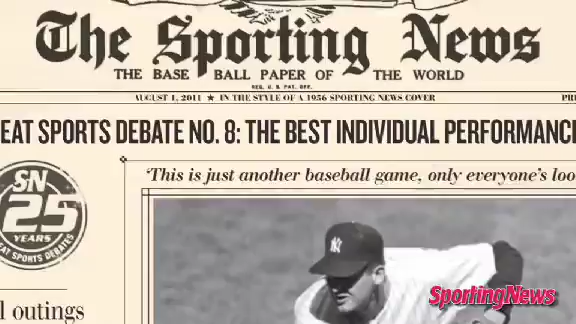 The Sporting News
THE BASE BALL PAPER OF THE WORLD
REG. U. S. PAT. OFF.
AUGUST 1, 2011 ★ IN THE STYLE OF A 1956 SPORTING NEWS COVER PRI
EAT SPORTS DEBATE NO. 8: THE BEST INDIVIDUAL PERFORMANC
'This is just another baseball game, only everyone's loo
SN
25
YEARS
EAT SPORTS DEBATES
NY
l outings
SportingNews